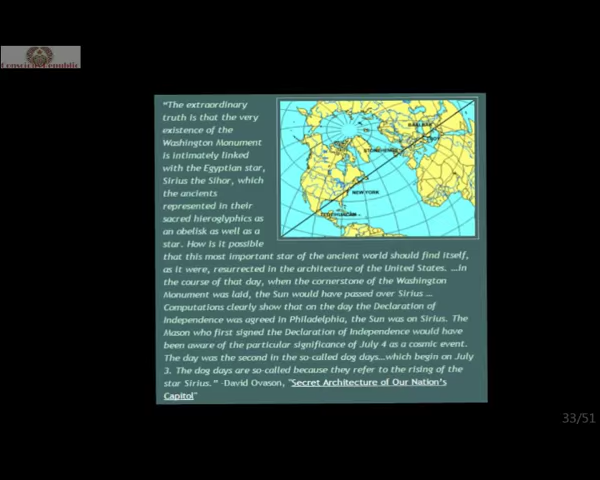 Conscious Republic
"The extraordinary
truth is that the very
existence of the
Washington Monument
is intimately linked
with the Egyptian star,
Sirius the Sihor, which
the ancients
represented in their
sacred hieroglyphics as
an obelisk as well as a
star. How is it possible
that this most important star of the ancient world should find itself,
as it were, resurrected in the architecture of the United States. …In
the course of that day, when the cornerstone of the Washington
Monument was laid, the Sun would have passed over Sirius …
Computations clearly show that on the day the Declaration of
Independence was agreed in Philadelphia, the Sun was on Sirius. The
Mason who first signed the Declaration of Independence would have
been aware of the particular significance of July 4 as a cosmic event.
The day was the second in the so-called dog days…which begin on July
3. The dog days are so-called because they refer to the rising of the
star Sirius." -David Ovason, "Secret Architecture of Our Nation's
Capitol"
STONEHENGE
NEW YORK
33/51